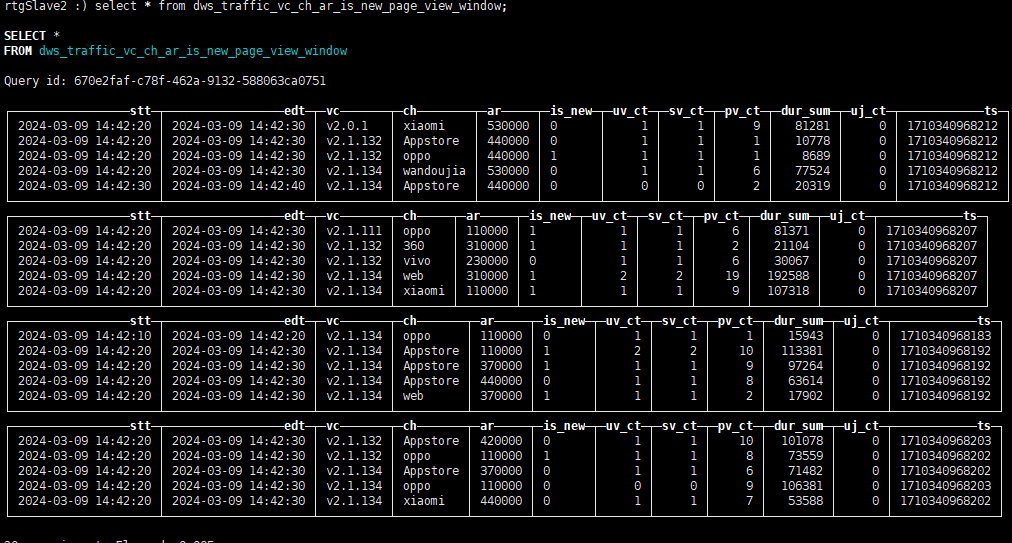 rtgSlave2 :) select * from dws_traffic_vc_ch_ar_is_new_page_view_window;
SELECT *
FROM dws_traffic_vc_ch_ar_is_new_page_view_window
Query id: 670e2faf-c78f-462a-9132-588063ca0751
stt edt vc ch ar is_new uv_ct sv_ct pv_ct dur_sum uj_ct ts
2024-03-09 14:42:20 2024-03-09 14:42:30 v2.0.1 xiaomi 530000 0 1 1 9 81281 0 1710340968212
2024-03-09 14:42:20 2024-03-09 14:42:30 v2.1.132 Appstore 440000 0 1 1 1 10778 0 1710340968212
2024-03-09 14:42:20 2024-03-09 14:42:30 v2.1.132 oppo 440000 1 1 1 1 8689 0 1710340968212
2024-03-09 14:42:20 2024-03-09 14:42:30 v2.1.134 wandoujia 530000 0 1 1 6 77524 0 1710340968212
2024-03-09 14:42:30 2024-03-09 14:42:40 v2.1.134 Appstore 440000 0 0 0 2 20319 0 1710340968212
stt edt vc ch ar is_new uv_ct sv_ct pv_ct dur_sum uj_ct ts
2024-03-09 14:42:20 2024-03-09 14:42:30 v2.1.111 oppo 110000 1 1 1 6 81371 0 1710340968207
2024-03-09 14:42:20 2024-03-09 14:42:30 v2.1.132 360 310000 1 1 1 2 21104 0 1710340968207
2024-03-09 14:42:20 2024-03-09 14:42:30 v2.1.132 vivo 230000 0 1 1 6 30067 0 1710340968207
2024-03-09 14:42:20 2024-03-09 14:42:30 v2.1.134 web 310000 1 2 2 19 192588 0 1710340968207
2024-03-09 14:42:20 2024-03-09 14:42:30 v2.1.134 xiaomi 110000 1 1 1 9 107318 0 1710340968207
stt edt vc ch ar is_new uv_ct sv_ct pv_ct dur_sum uj_ct ts
2024-03-09 14:42:10 2024-03-09 14:42:20 v2.1.134 oppo 110000 0 1 1 1 15943 0 1710340968183
2024-03-09 14:42:20 2024-03-09 14:42:30 v2.1.134 Appstore 110000 1 2 2 10 113381 0 1710340968192
2024-03-09 14:42:20 2024-03-09 14:42:30 v2.1.134 Appstore 370000 1 1 1 9 97264 0 1710340968192
2024-03-09 14:42:20 2024-03-09 14:42:30 v2.1.134 Appstore 440000 0 1 1 8 63614 0 1710340968192
2024-03-09 14:42:20 2024-03-09 14:42:30 v2.1.134 web 370000 1 1 1 2 17902 0 1710340968192
stt edt vc ch ar is_new uv_ct sv_ct pv_ct dur_sum uj_ct ts
2024-03-09 14:42:20 2024-03-09 14:42:30 v2.1.132 Appstore 420000 0 1 1 10 101078 0 1710340968203
2024-03-09 14:42:20 2024-03-09 14:42:30 v2.1.132 oppo 110000 1 1 1 8 73559 0 1710340968202
2024-03-09 14:42:20 2024-03-09 14:42:30 v2.1.134 Appstore 370000 0 1 1 6 71482 0 1710340968202
2024-03-09 14:42:20 2024-03-09 14:42:30 v2.1.134 oppo 110000 0 0 0 9 106381 0 1710340968203
2024-03-09 14:42:20 2024-03-09 14:42:30 v2.1.134 xiaomi 440000 0 1 1 7 53588 0 1710340968202